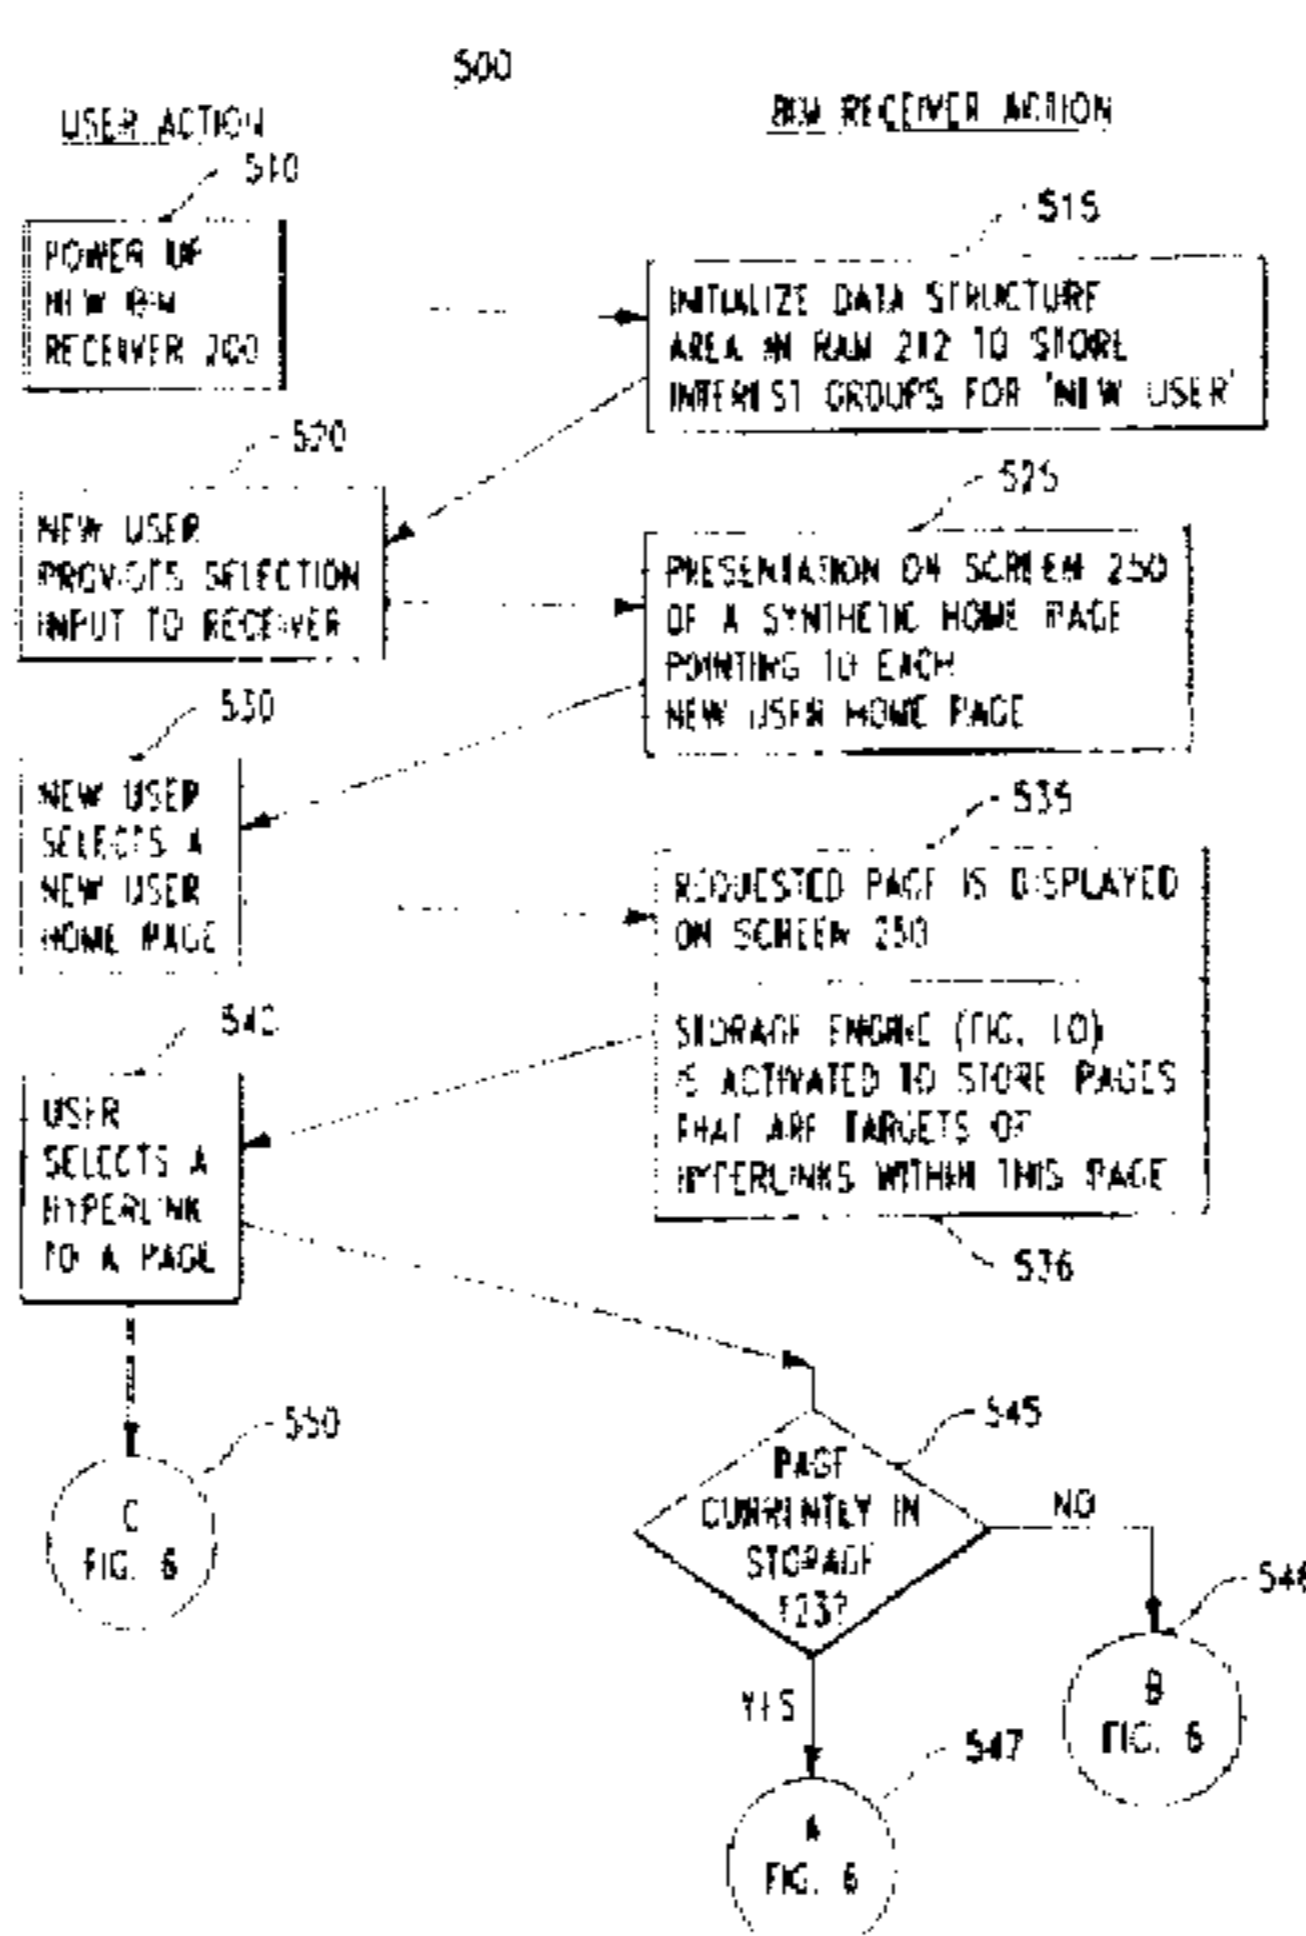 500
USER ACTION
RECEIVER ACTION
510
515
POWER UP
NEW
RECEIVER 200
INITIALIZE DATA STRUCTURE
AREA IN RAM 212 TO STORE
INTEREST GROUPS FOR 'NEW USER'
520
525
NEW USER
PROVIDES SELECTION
INPUT TO RECEIVER
PRESENTATION ON SCREEN 250
OF A SYNTHETIC HOME PAGE
POINTING TO EACH
NEW USER HOME PAGE
530
535
NEW USER
SELECTS A
NEW USER
HOME PAGE
REQUESTED PAGE IS DISPLAYED
ON SCREEN 250
540
STORAGE ENGINE (FIG. 10)
IS ACTIVATED TO STORE PAGES
THAT ARE TARGETS OF
HYPERLINKS WITHIN THIS PAGE
536
USER
SELECTS A
HYPERLINK
TO A PAGE
550
C
FIG. 6
545
PAGE
CURRENTLY IN
STORAGE
NO
546
B
FIG. 6
YES
547
A
FIG. 6